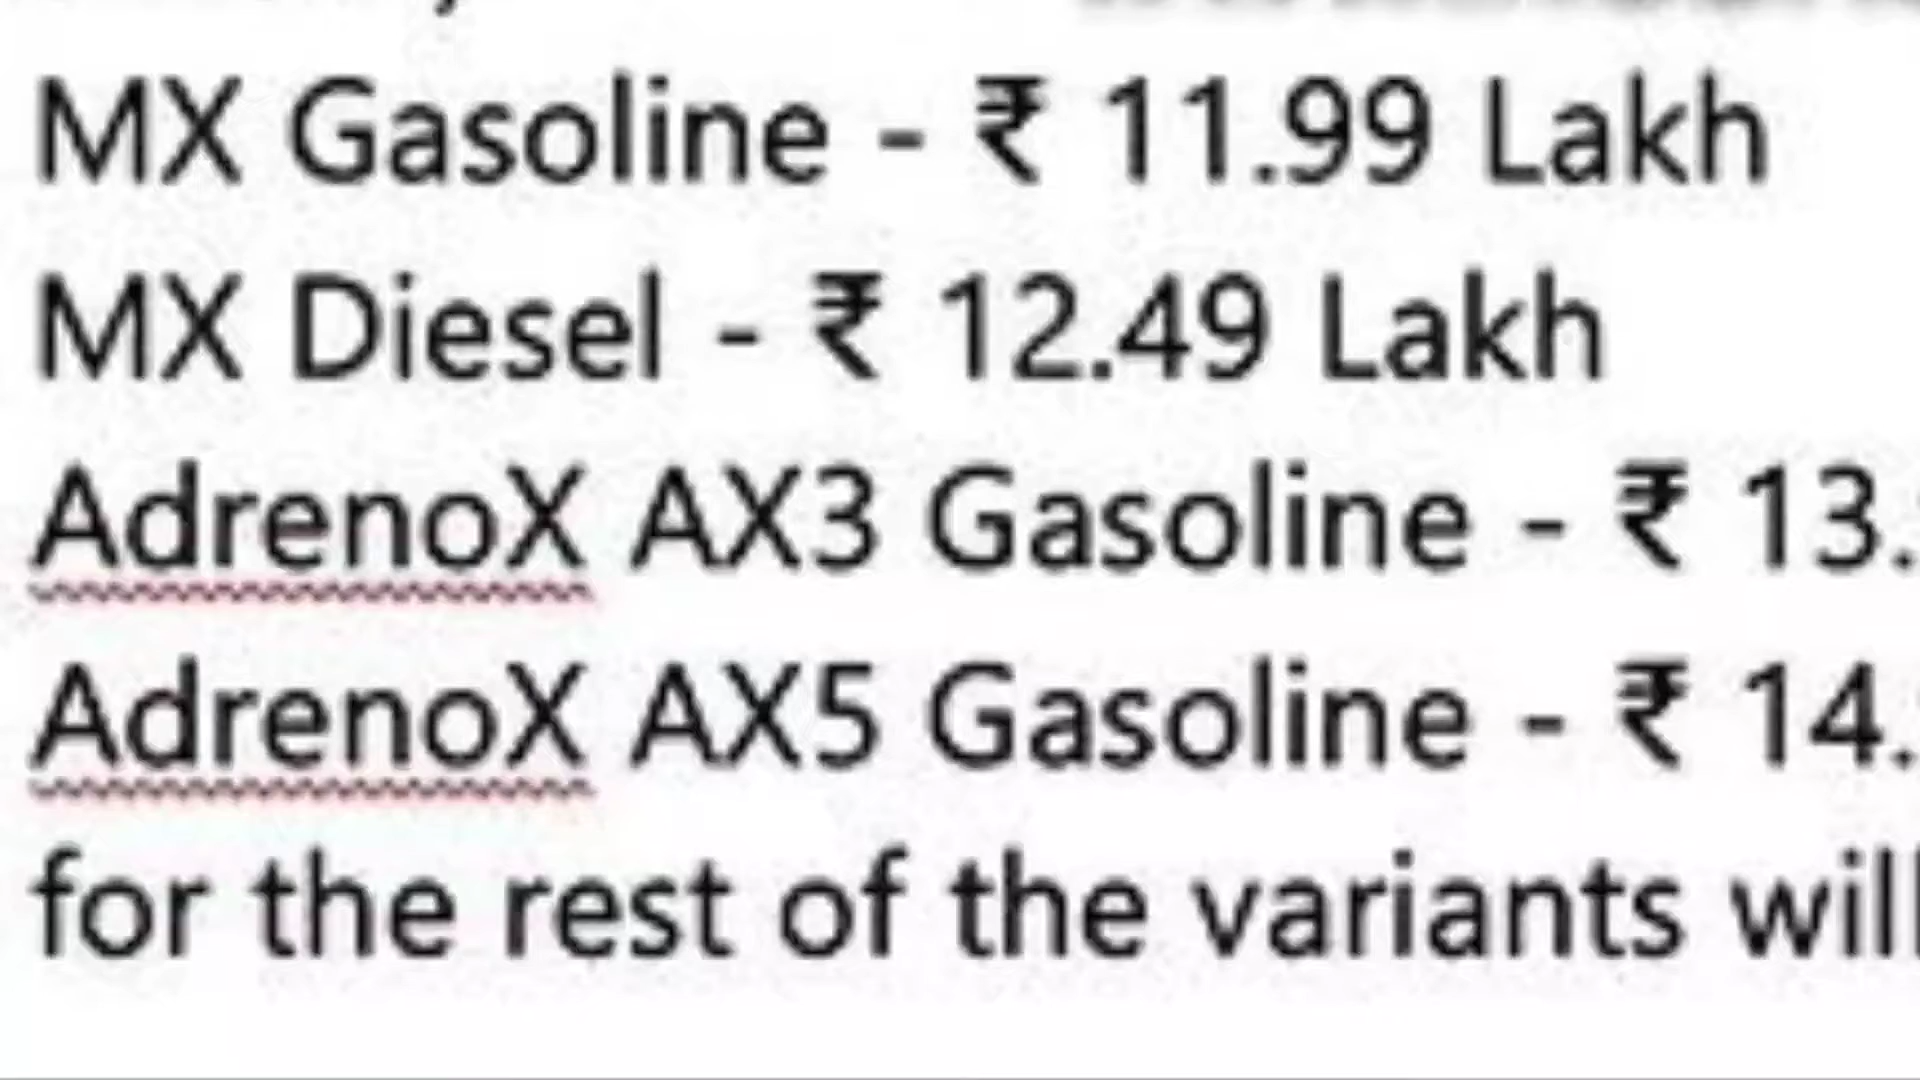 MX Gasoline - ₹ 11.99 Lakh
MX Diesel - ₹ 12.49 Lakh
AdrenoX AX3 Gasoline - ₹ 13.
AdrenoX AX5 Gasoline - ₹ 14.
for the rest of the variants will